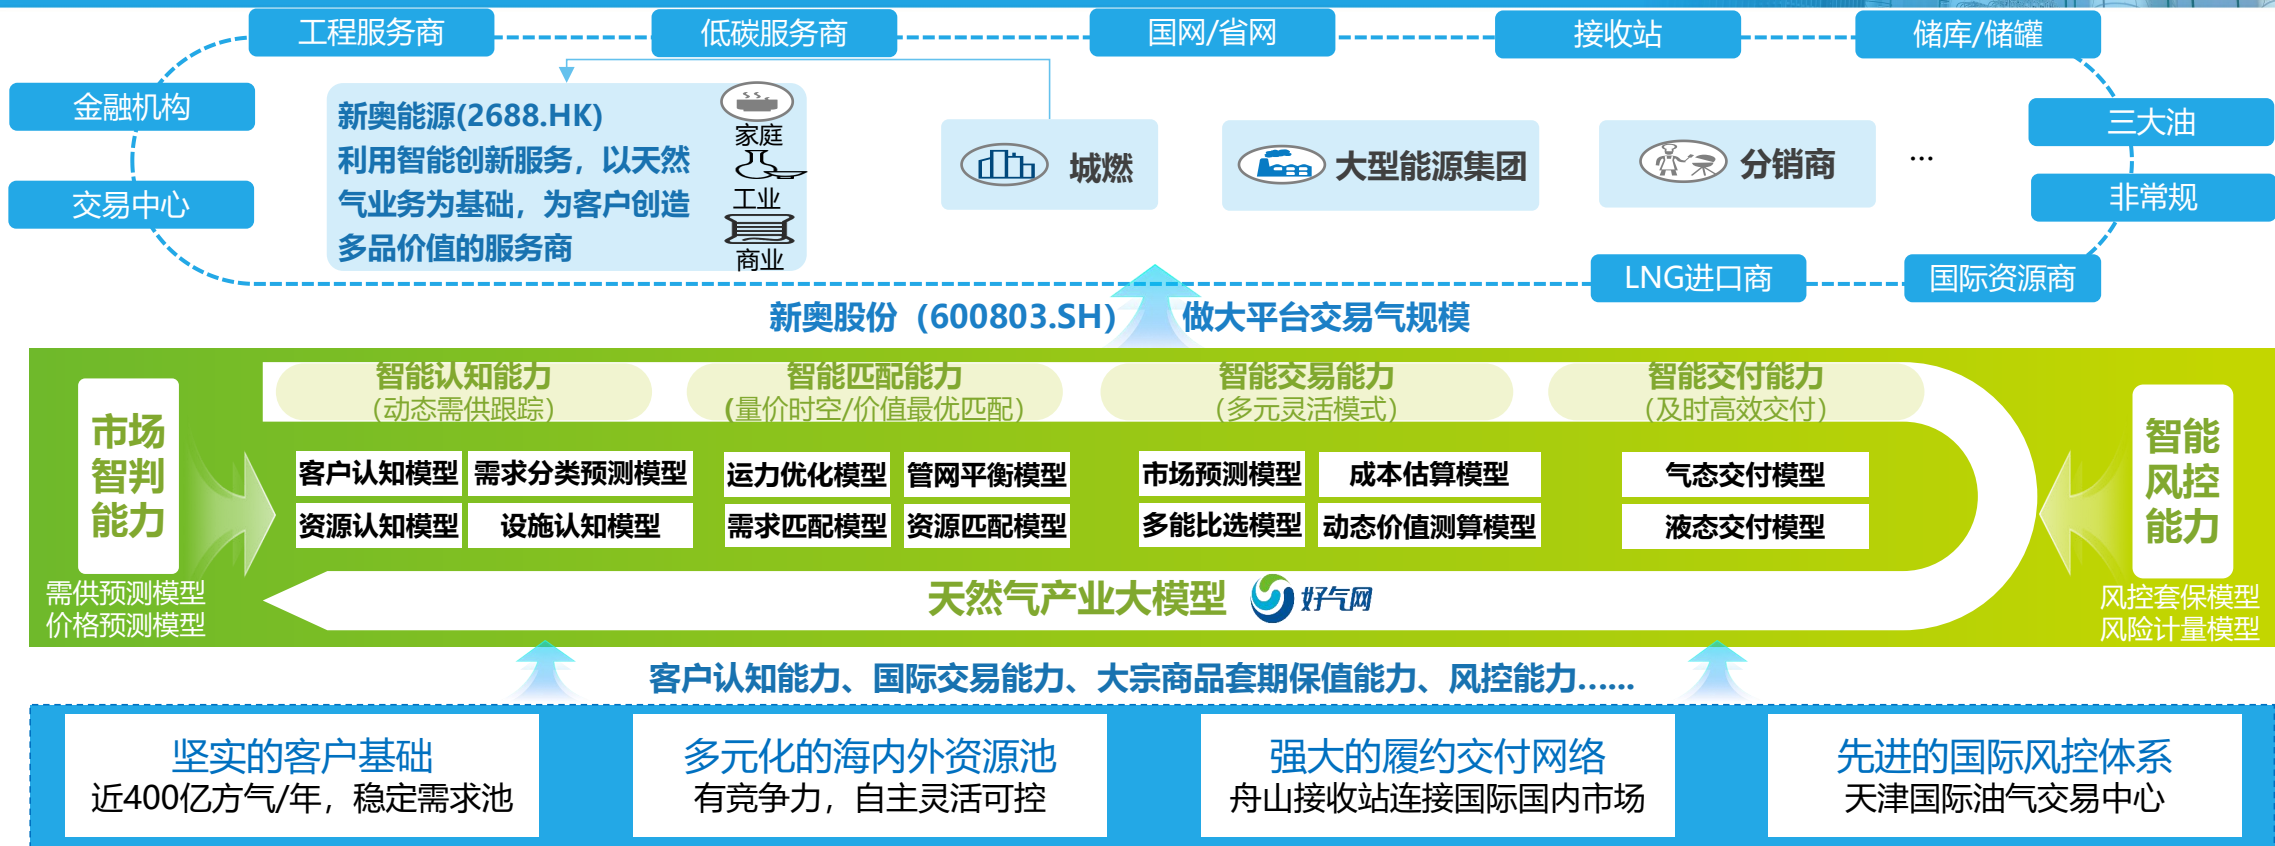 工程服务商
低碳服务商
国网/省网
接收站
储库/储罐
金融机构
交易中心
新奥能源(2688.HK)
利用智能创新服务，以天然
气业务为基础，为客户创造
多品价值的服务商
家庭
工业
商业
城燃
大型能源集团
分销商
...
三大油
非常规
LNG进口商
国际资源商
新奥股份（600803.SH） 做大平台交易气规模
市场
智判
能力
需供预测模型
价格预测模型
智能认知能力
（动态需供跟踪）
智能匹配能力
(量价时空/价值最优匹配）
智能交易能力
（多元灵活模式）
智能交付能力
（及时高效交付）
客户认知模型
需求分类预测模型
资源认知模型
设施认知模型
运力优化模型
管网平衡模型
需求匹配模型
资源匹配模型
市场预测模型
成本估算模型
多能比选模型
动态价值测算模型
气态交付模型
液态交付模型
智能
风控
能力
风控套保模型
风险计量模型
天然气产业大模型
好气网
客户认知能力、国际交易能力、大宗商品套期保值能力、风控能力......
坚实的客户基础
近400亿方气/年，稳定需求池
多元化的海内外资源池
有竞争力，自主灵活可控
强大的履约交付网络
舟山接收站连接国际国内市场
先进的国际风控体系
天津国际油气交易中心